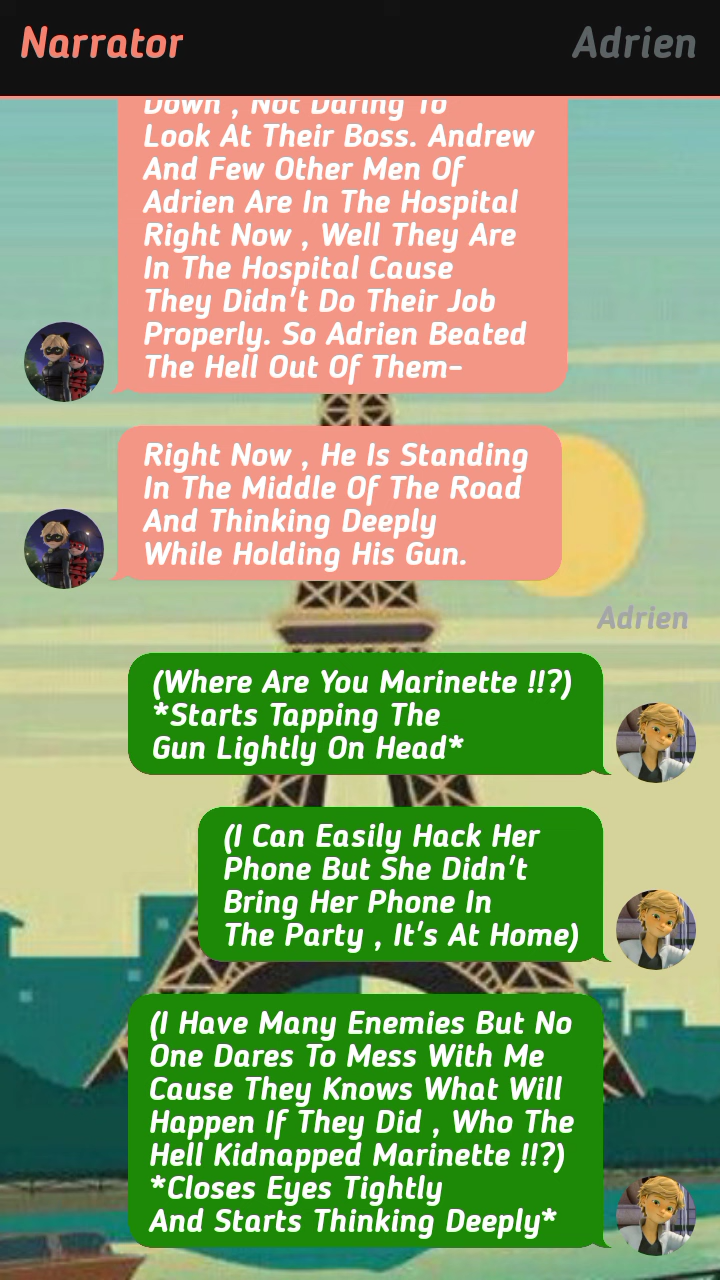 Narrator
Adrien
Down , Not Daring To
Look At Their Boss. Andrew
And Few Other Men Of
Adrien Are In The Hospital
Right Now , Well They Are
In The Hospital Cause
They Didn't Do Their Job
Properly. So Adrien Beated
The Hell Out Of Them-
Right Now , He Is Standing
In The Middle Of The Road
And Thinking Deeply
While Holding His Gun.
Adrien
(Where Are You Marinette !!?)
*Starts Tapping The
Gun Lightly On Head*
(I Can Easily Hack Her
Phone But She Didn't
Bring Her Phone In
The Party , It's At Home)
(I Have Many Enemies But No
One Dares To Mess With Me
Cause They Knows What Will
Happen If They Did , Who The
Hell Kidnapped Marinette !!?)
*Closes Eyes Tightly
And Starts Thinking Deeply*